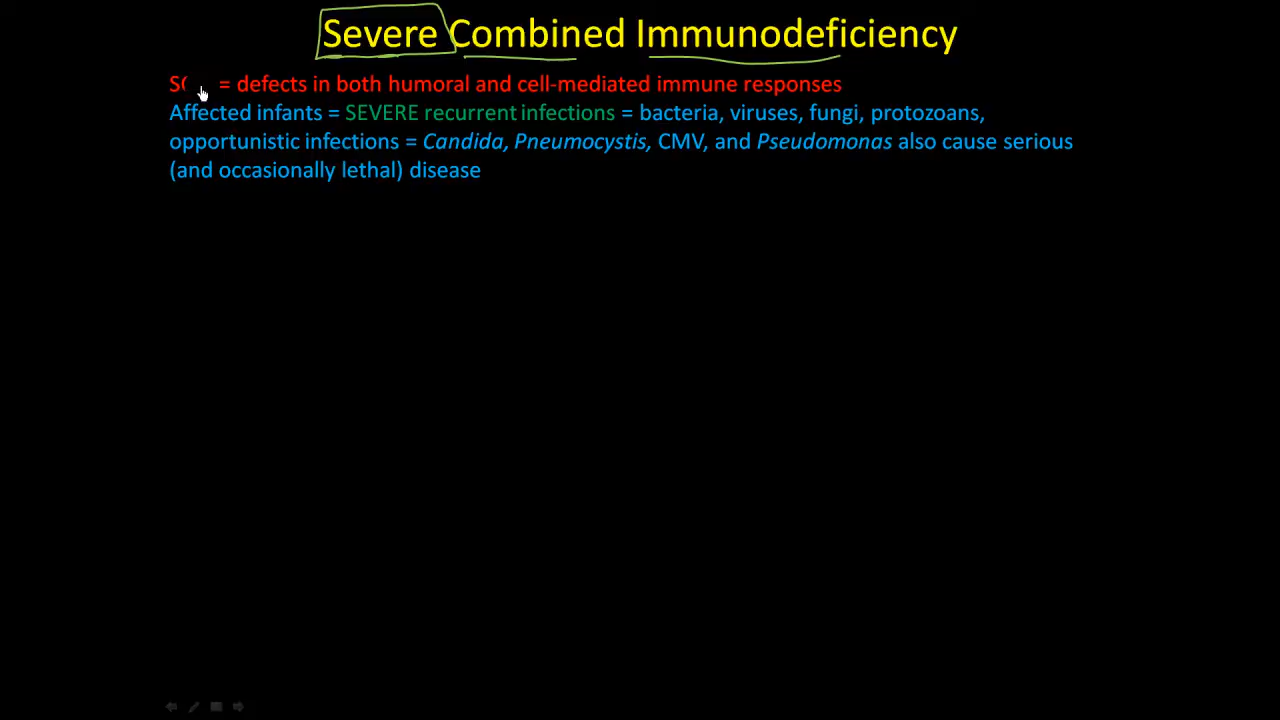 Severe Combined Immunodeficiency
= defects in both humoral and cell-mediated immune responses
Affected infants = SEVERE recurrent infections = bacteria, viruses, fungi, protozoans,
opportunistic infections = Candida, Pneumocystis, CMV, and Pseudomonas also cause serious
(and occasionally lethal) disease